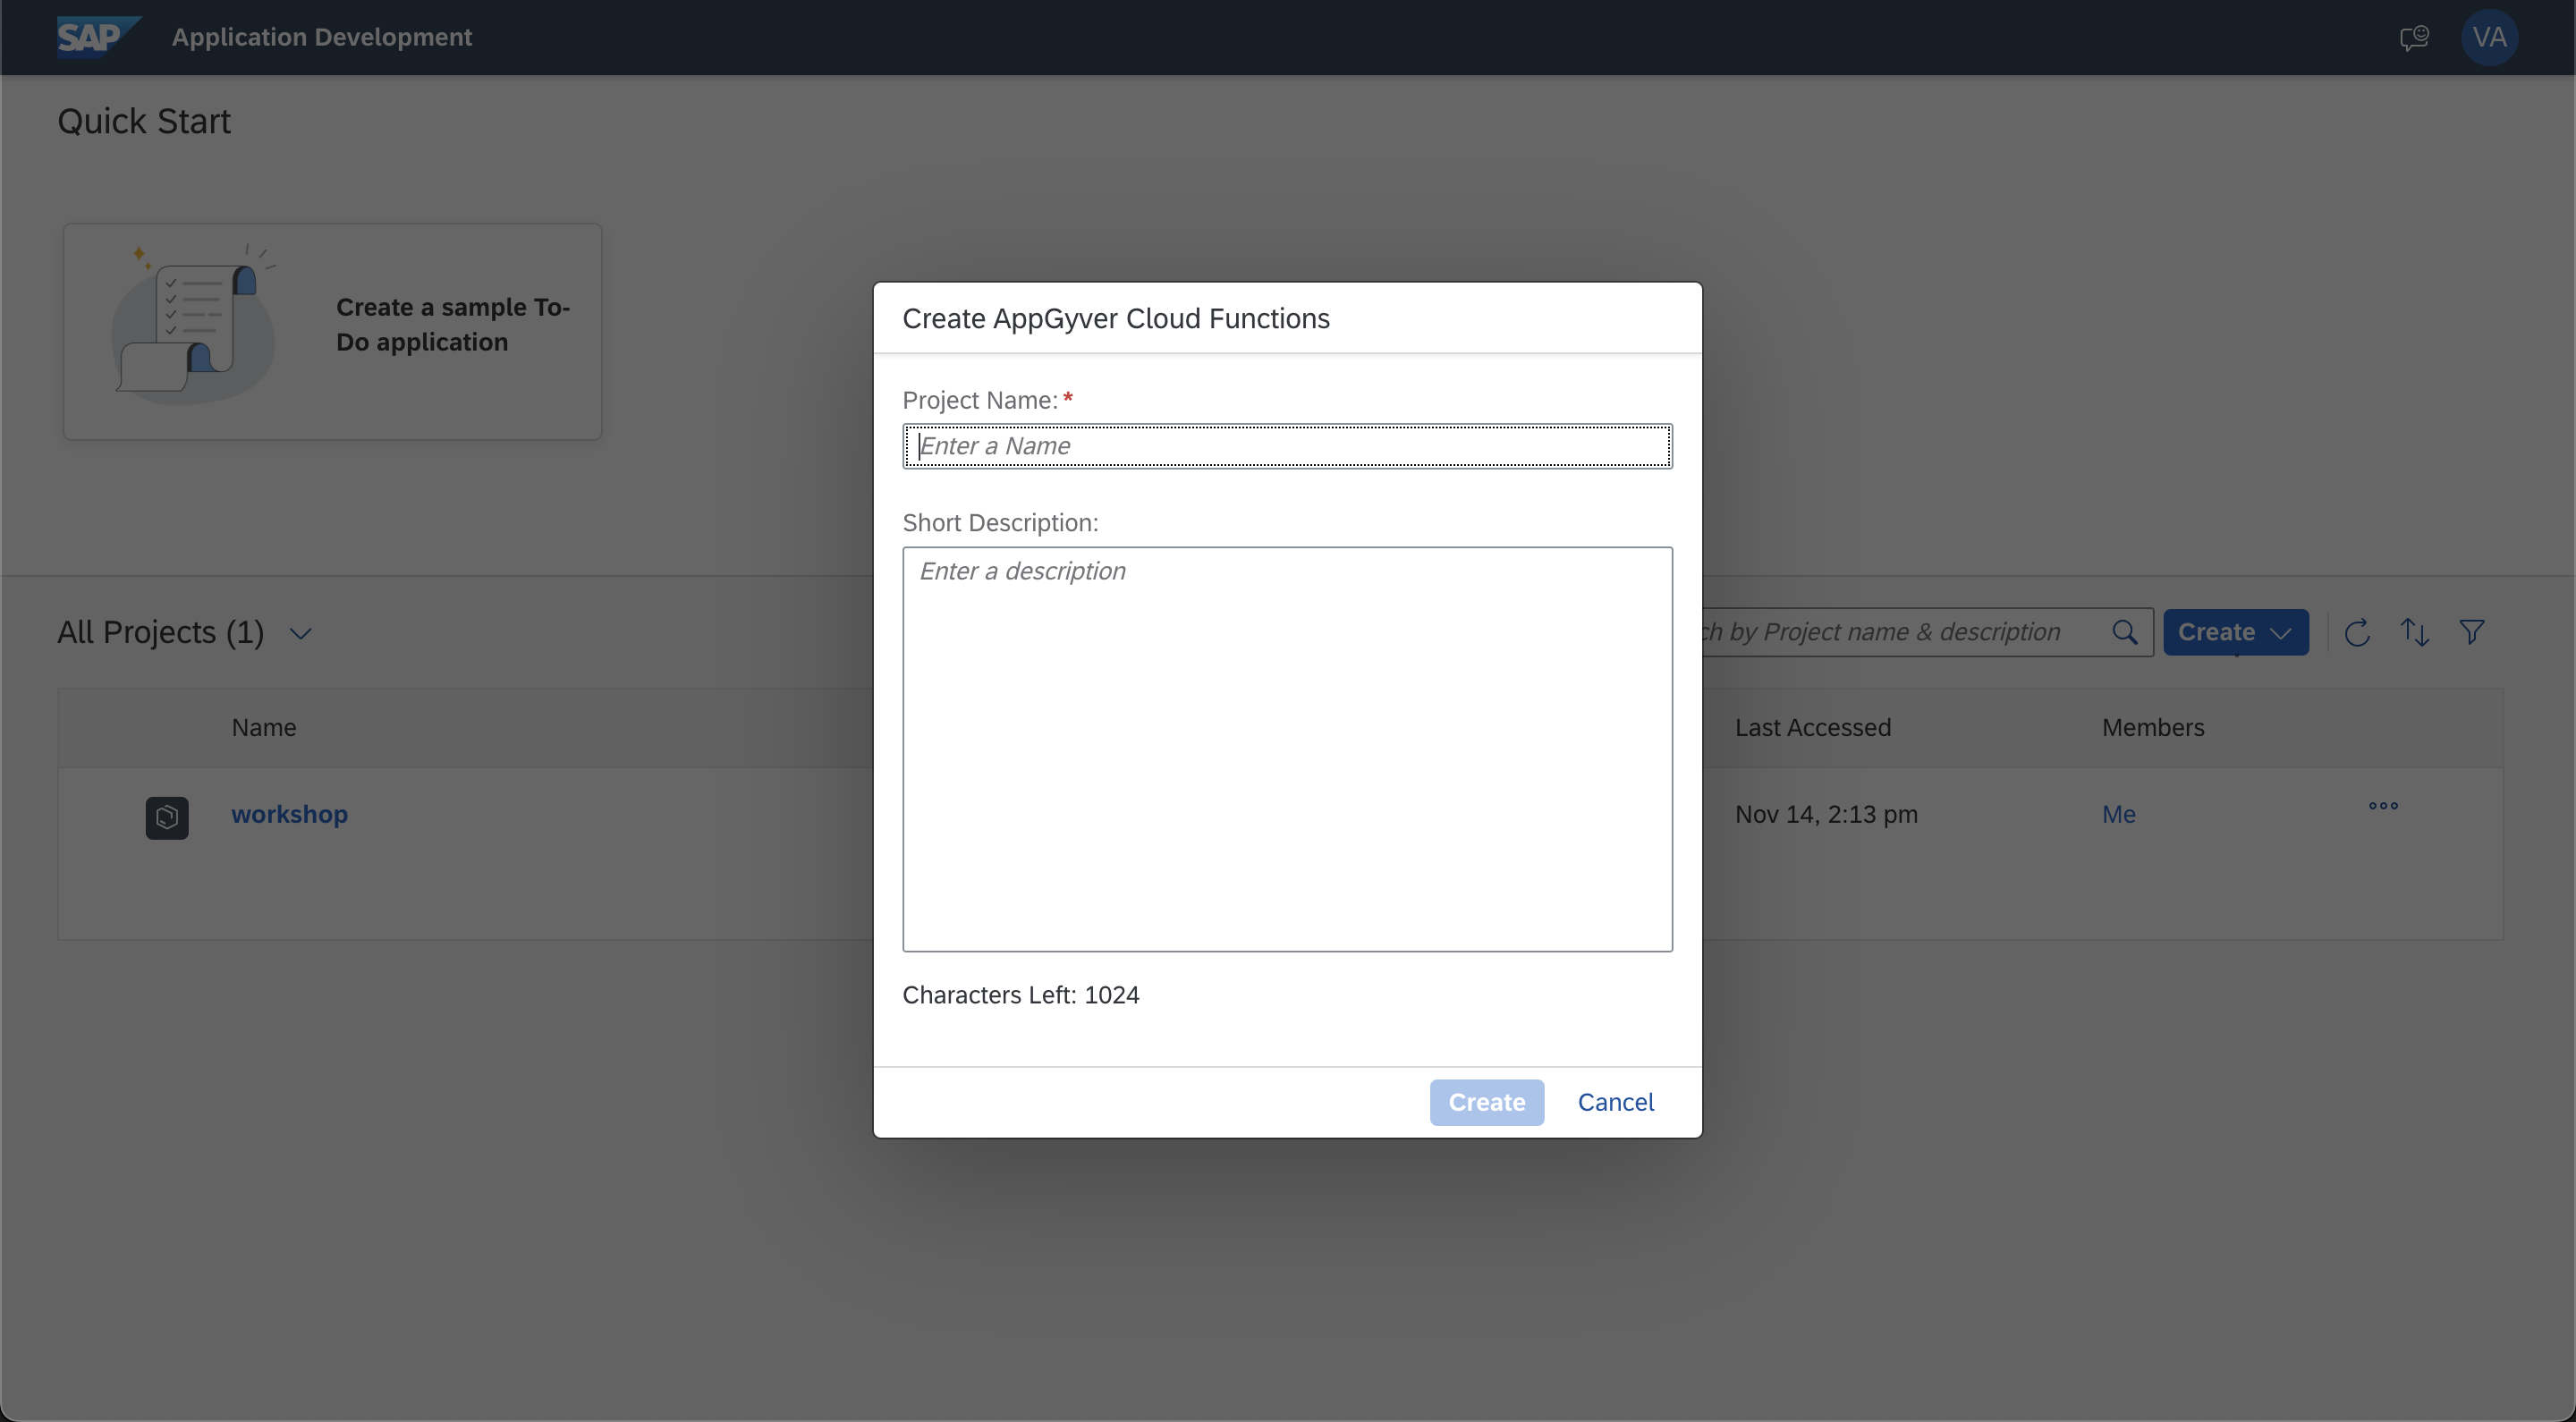 SAP Application Development VA
Quick Start
Create a sample To-
Do application
Create AppGyver Cloud Functions
Project Name: *
Enter a Name
Short Description:
Enter a description
Characters Left: 1024
Create Cancel
All Projects (1)
by Project name & description
Create
Name Last Accessed Members
workshop Nov 14, 2:13 pm Me